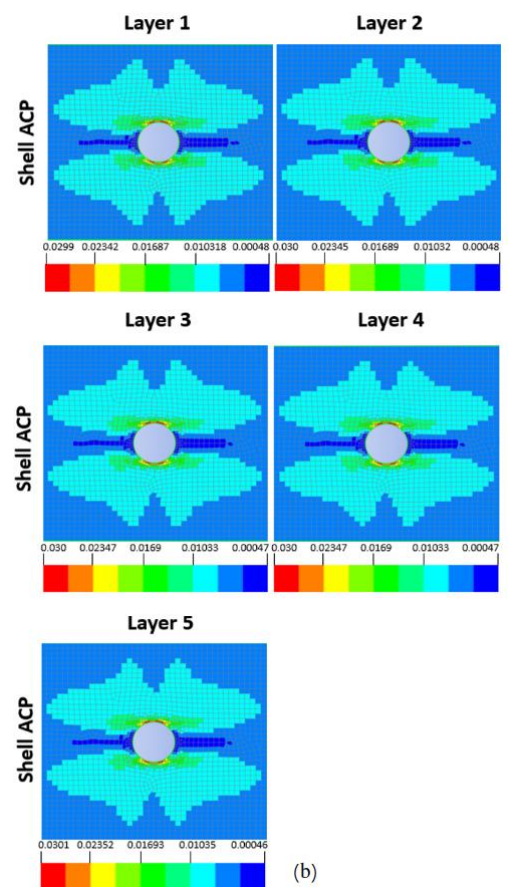 Layer 1 Layer 2
Shell ACP
0.0299 0.02342 0.01687 0.010318 0.00048 0.030 0.02345 0.01689 0.01032 0.00048
Layer 3 Layer 4
Shell ACP
0.030 0.02347 0.0169 0.01033 0.00047 0.030 0.02347 0.0169 0.01033 0.00047
Layer 5
Shell ACP
0.0301 0.02352 0.01693 0.01035 0.00046
(b)